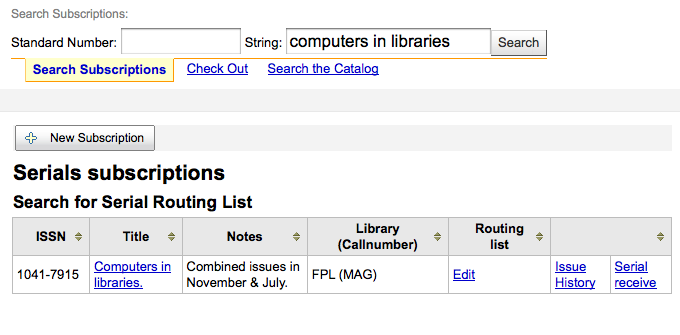 Search Subscriptions:
Standard Number: String: computers in libraries Search
Search Subscriptions Check Out Search the Catalog
New Subscription
Serials subscriptions
Search for Serial Routing List
ISSN Title Notes Library (Callnumber) Routing list
1041-7915 Computers in libraries. Combined issues in November & July. FPL (MAG) Edit Issue History Serial receive